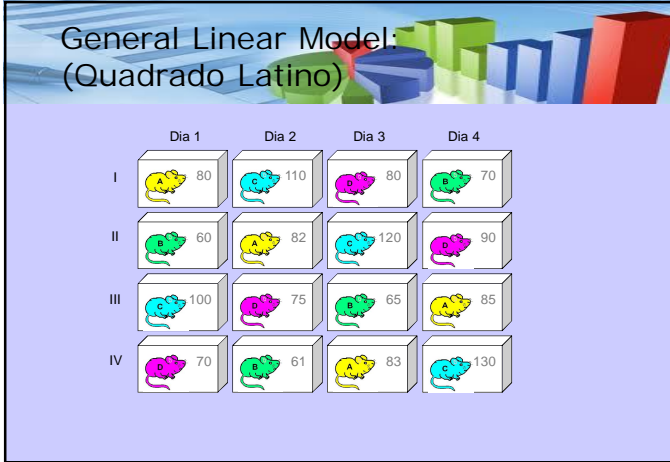 General Linear Model:
(Quadrado Latino)
Dia 1 Dia 2 Dia 3 Dia 4
I A 80 C 110 D 80 B 70
II B 60 A 82 C 120 D 90
III C 100 D 75 B 65 A 85
IV D 70 B 61 A 83 C 130